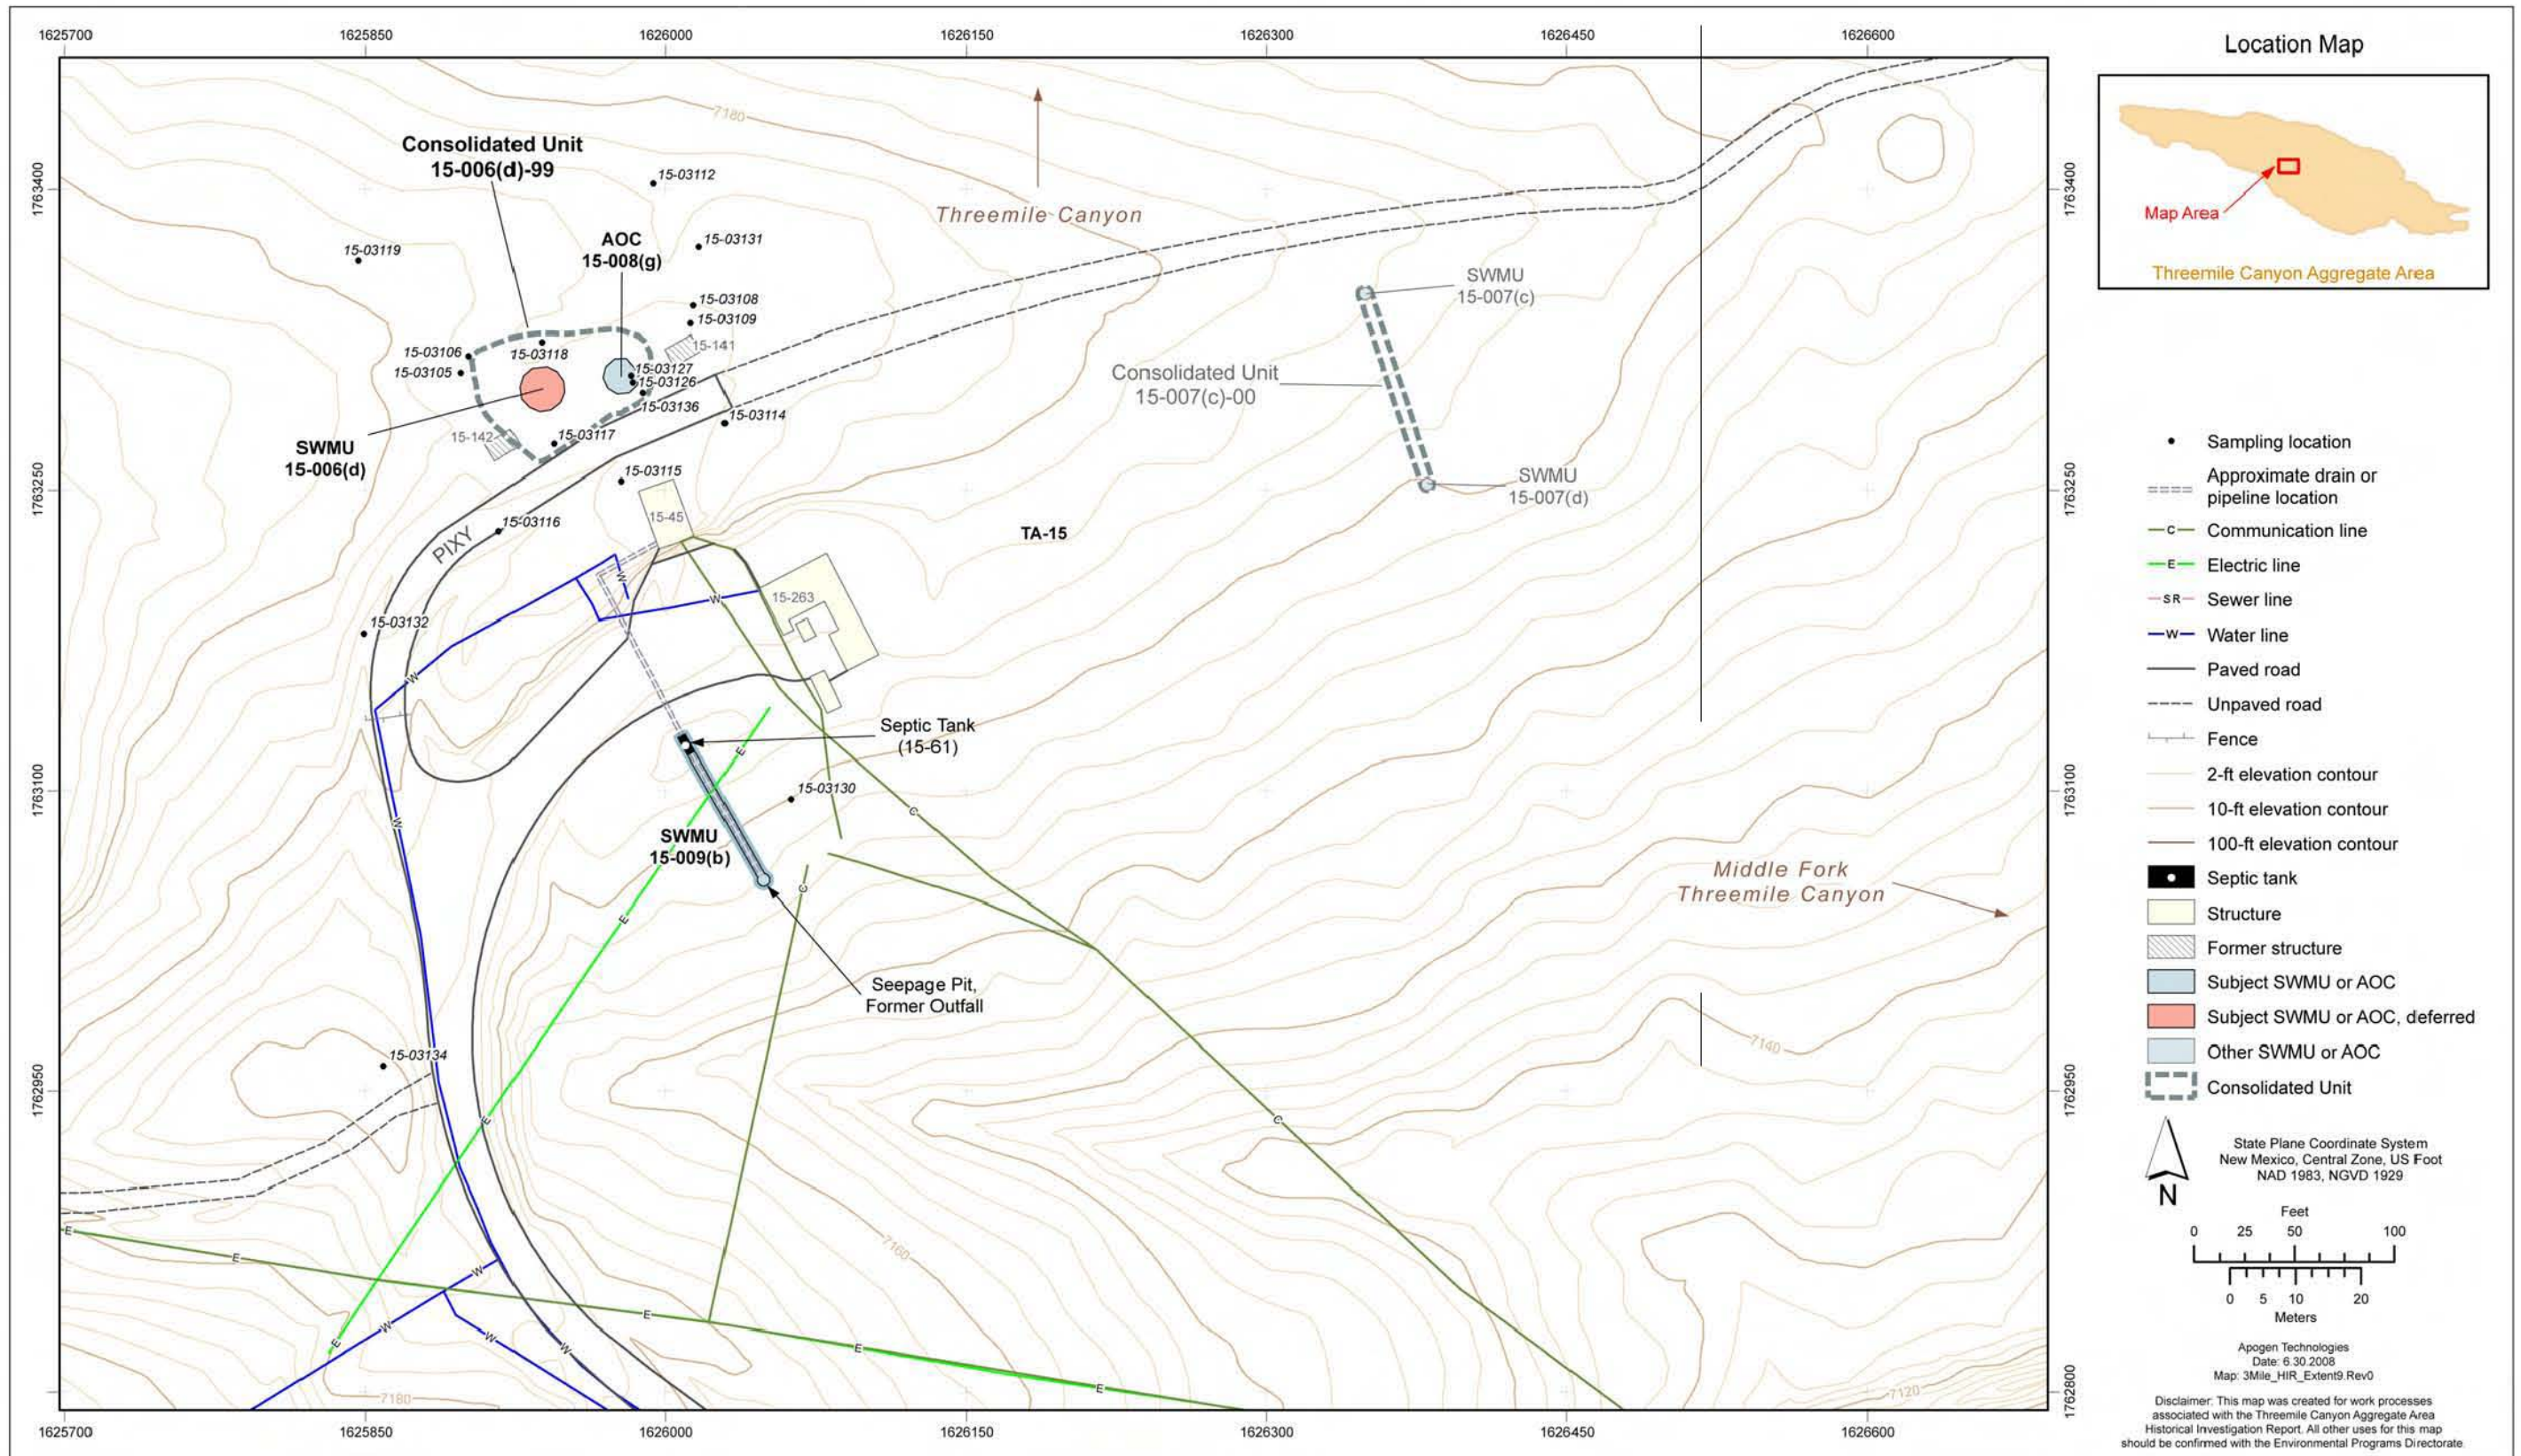 1625700
1625850
1626000
1626150
1626300
1626450
1626600
Location Map
Map Area
Threemile Canyon Aggregate Area
7180
Consolidated Unit
15-006(d)-99
15-03112
1763400
1763400
Threemile Canyon
AOC
15-008(g)
15-03131
15-03119
SWMU
15-007(c)
15-03108
15-03109
15-141
15-03106
15-03118
15-03105
15-03127
15-03126
15-03136
15-03114
Consolidated Unit
15-007(c)-00
15-142
15-03117
SWMU
15-006(d)
15-03115
SWMU
15-007(d)
1763250
1763250
15-03116
15-45
PIXY
TA-15
W
W
15-263
15-03132
W
Septic Tank
(15-61)
E
15-03130
1763100
1763100
C
W
SWMU
15-009(b)
C
E
Middle Fork
Threemile Canyon
Seepage Pit,
Former Outfall
7140
15-03134
1762950
1762950
E
C
7160
E
E
W
E
W
W
E
W
E
E
7180
7120
1762800
1625700
1625850
1626000
1626150
1626300
1626450
1626600
Sampling location
Approximate drain or
pipeline location
C Communication line
E Electric line
SR Sewer line
W Water line
Paved road
Unpaved road
Fence
2-ft elevation contour
10-ft elevation contour
100-ft elevation contour
Septic tank
Structure
Former structure
Subject SWMU or AOC
Subject SWMU or AOC, deferred
Other SWMU or AOC
Consolidated Unit
N
State Plane Coordinate System
New Mexico, Central Zone, US Foot
NAD 1983, NGVD 1929
Feet
0 25 50 100
0 5 10 20
Meters
Apogen Technologies
Date: 6.30.2008
Map: 3Mile_HIR_Extent9.Rev0
Disclaimer: This map was created for work processes
associated with the Threemile Canyon Aggregate Area
Historical Investigation Report. All other uses for this map
should be confirmed with the Environmental Programs Directorate